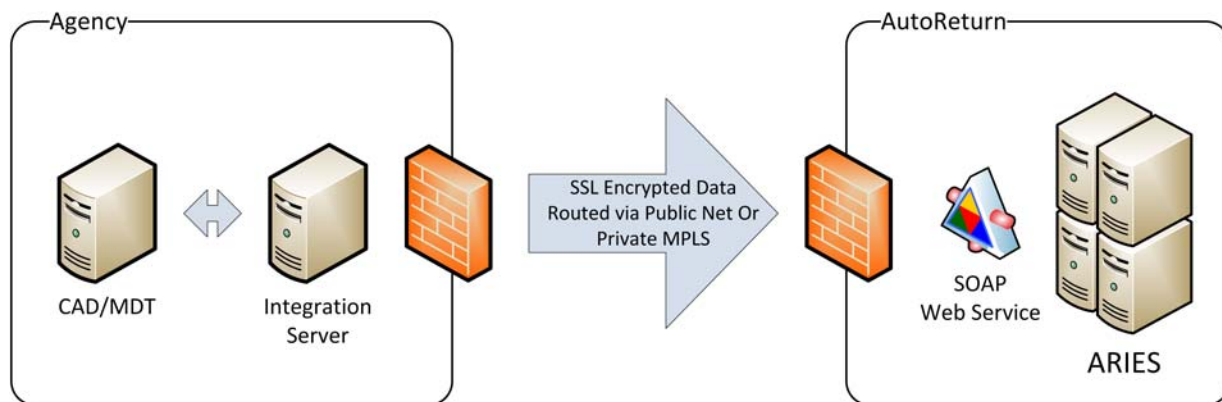 Agency
AutoReturn
CAD/MDT
Integration
Server
SSL Encrypted Data
Routed via Public Net Or
Private MPLS
SOAP
Web Service
ARIES